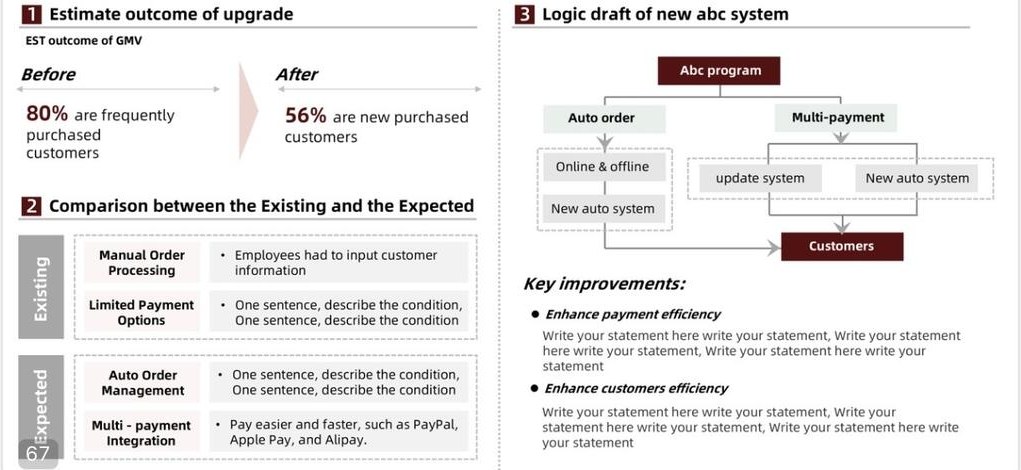 1 Estimate outcome of upgrade
EST outcome of GMV
Before
80% are frequently
purchased
customers
After
56% are new purchased
customers
2 Comparison between the Existing and the Expected
Existing
Manual Order
Processing
• Employees had to input customer
information
Limited Payment
Options
• One sentence, describe the condition,
One sentence, describe the condition
Expected
Auto Order
Management
• One sentence, describe the condition,
One sentence, describe the condition
Multi - payment
Integration
• Pay easier and faster, such as PayPal,
Apple Pay, and Alipay.
67
3 Logic draft of new abc system
Abc program
Auto order
Online & offline
New auto system
Multi-payment
update system
New auto system
Customers
Key improvements:
● Enhance payment efficiency
Write your statement here write your statement, Write your statement
here write your statement, Write your statement here write your
statement
● Enhance customers efficiency
Write your statement here write your statement, Write your
statement here write your statement, Write your statement here write
your statement